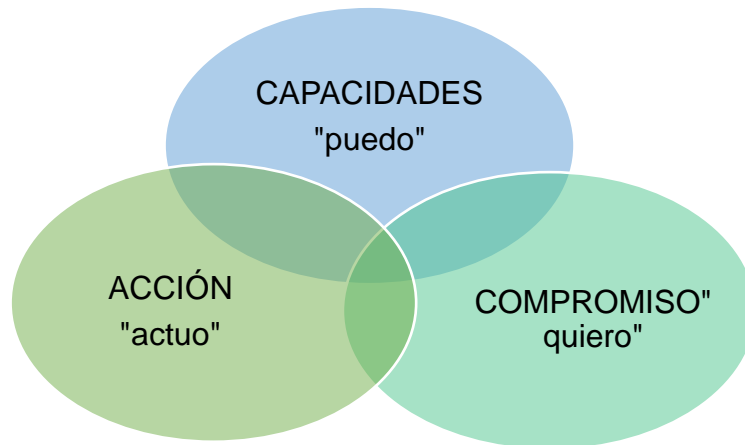 CAPACIDADES
"puedo"
ACCIÓN
"actuo"
COMPROMISO"
quiero"